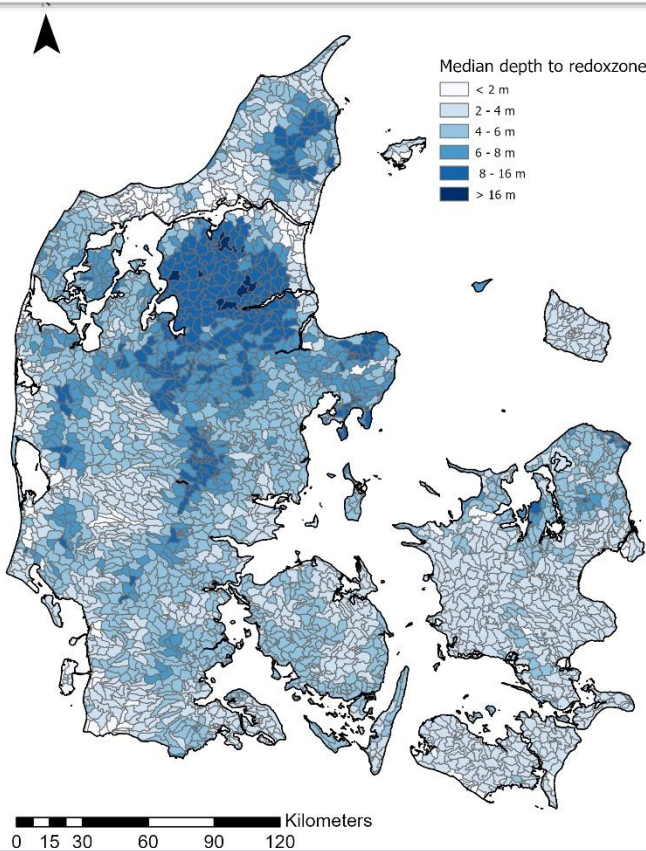 N
Median depth to redoxzone
< 2 m
2 - 4 m
4 - 6 m
6 - 8 m
8 - 16 m
> 16 m
Kilometers
0 15 30 60 90 120